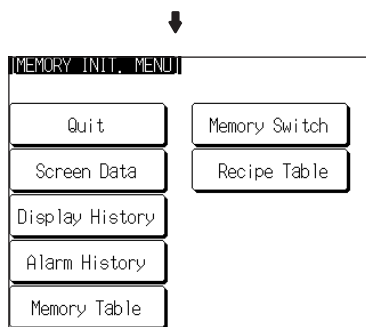 [MEMORY INIT. MENU]
Quit
Screen Data
Display History
Alarm History
Memory Table
Memory Switch
Recipe Table